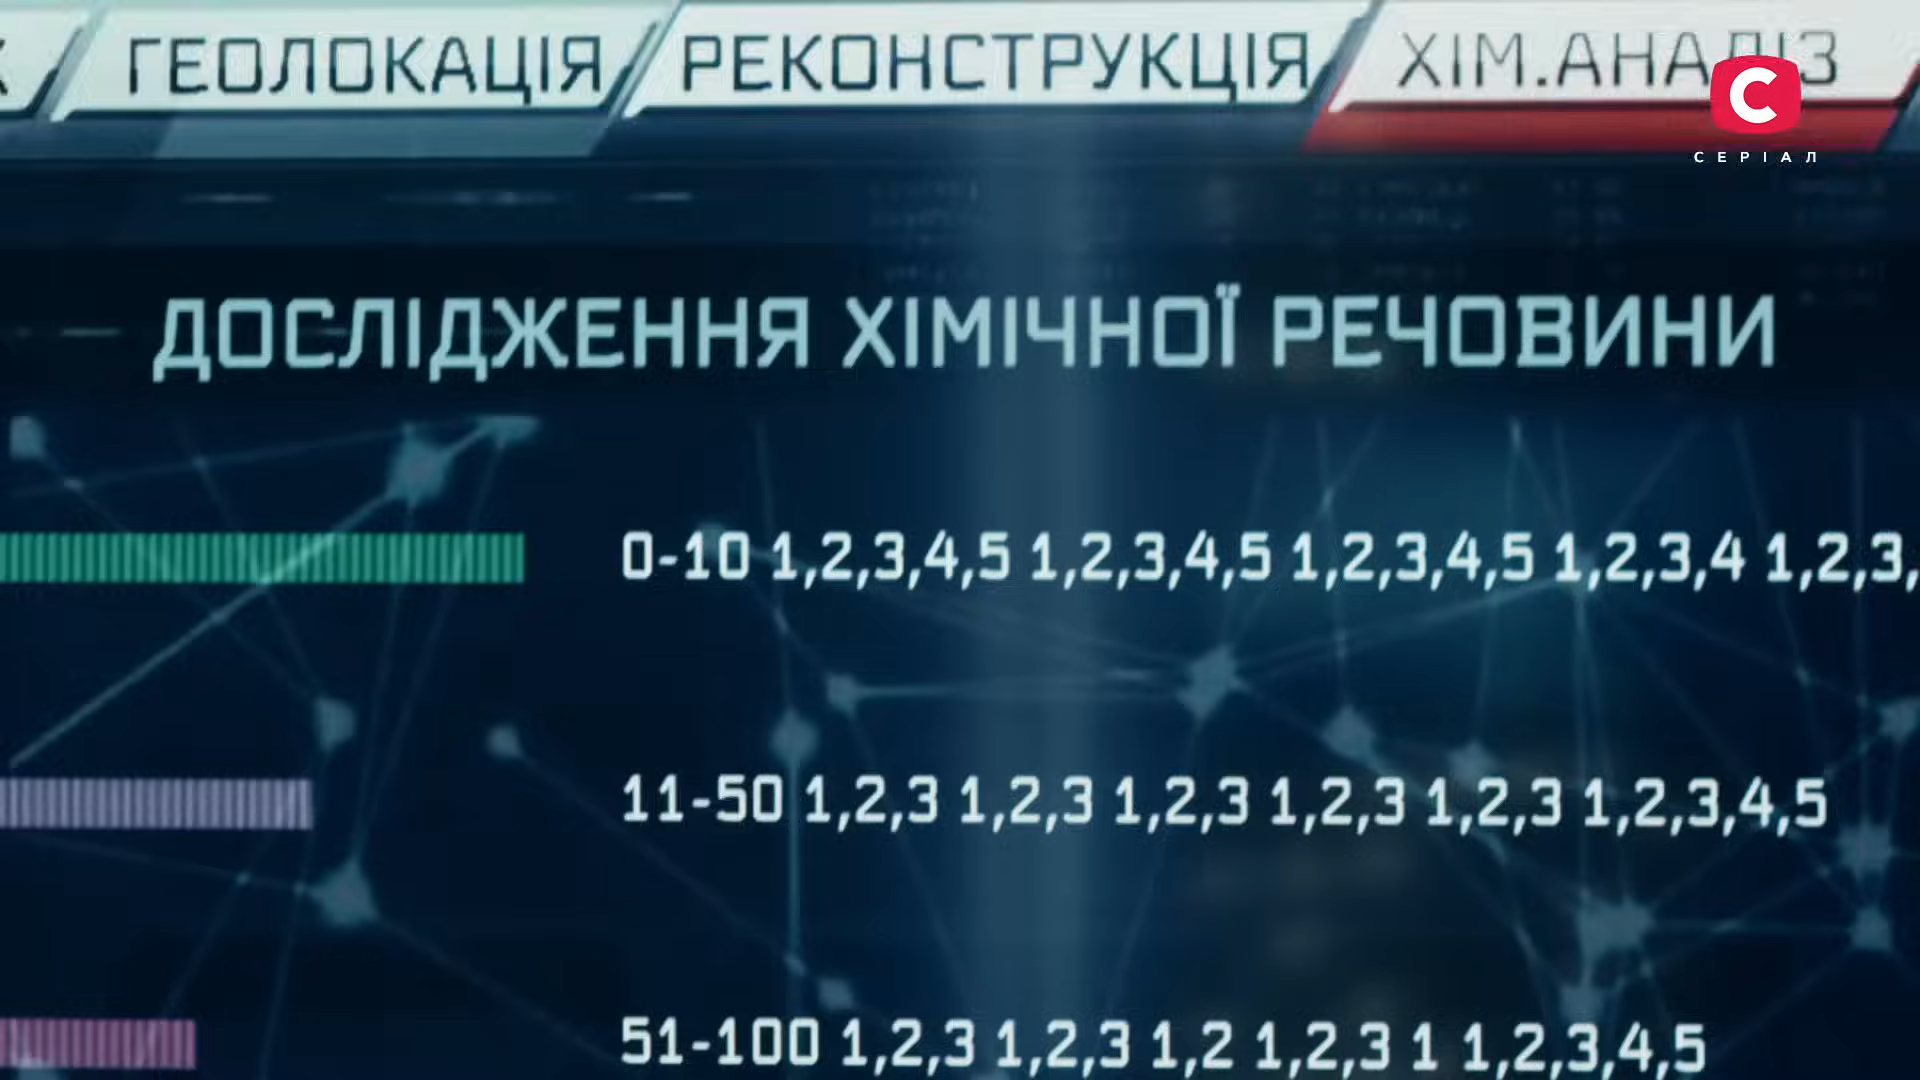 ГЕОЛОКАЦІЯ РЕКОНСТРУКЦІЯ ХІМ.АНАЛІЗ
С
СЕРІАЛ
ДОСЛІДЖЕННЯ ХІМІЧНОЇ РЕЧОВИНИ
0-10 1,2,3,4,5 1,2,3,4,5 1,2,3,4,5 1,2,3,4 1,2,3,
11-50 1,2,3 1,2,3 1,2,3 1,2,3 1,2,3 1,2,3,4,5
51-100 1,2,3 1,2,3 1,2 1,2,3 1 1,2,3,4,5